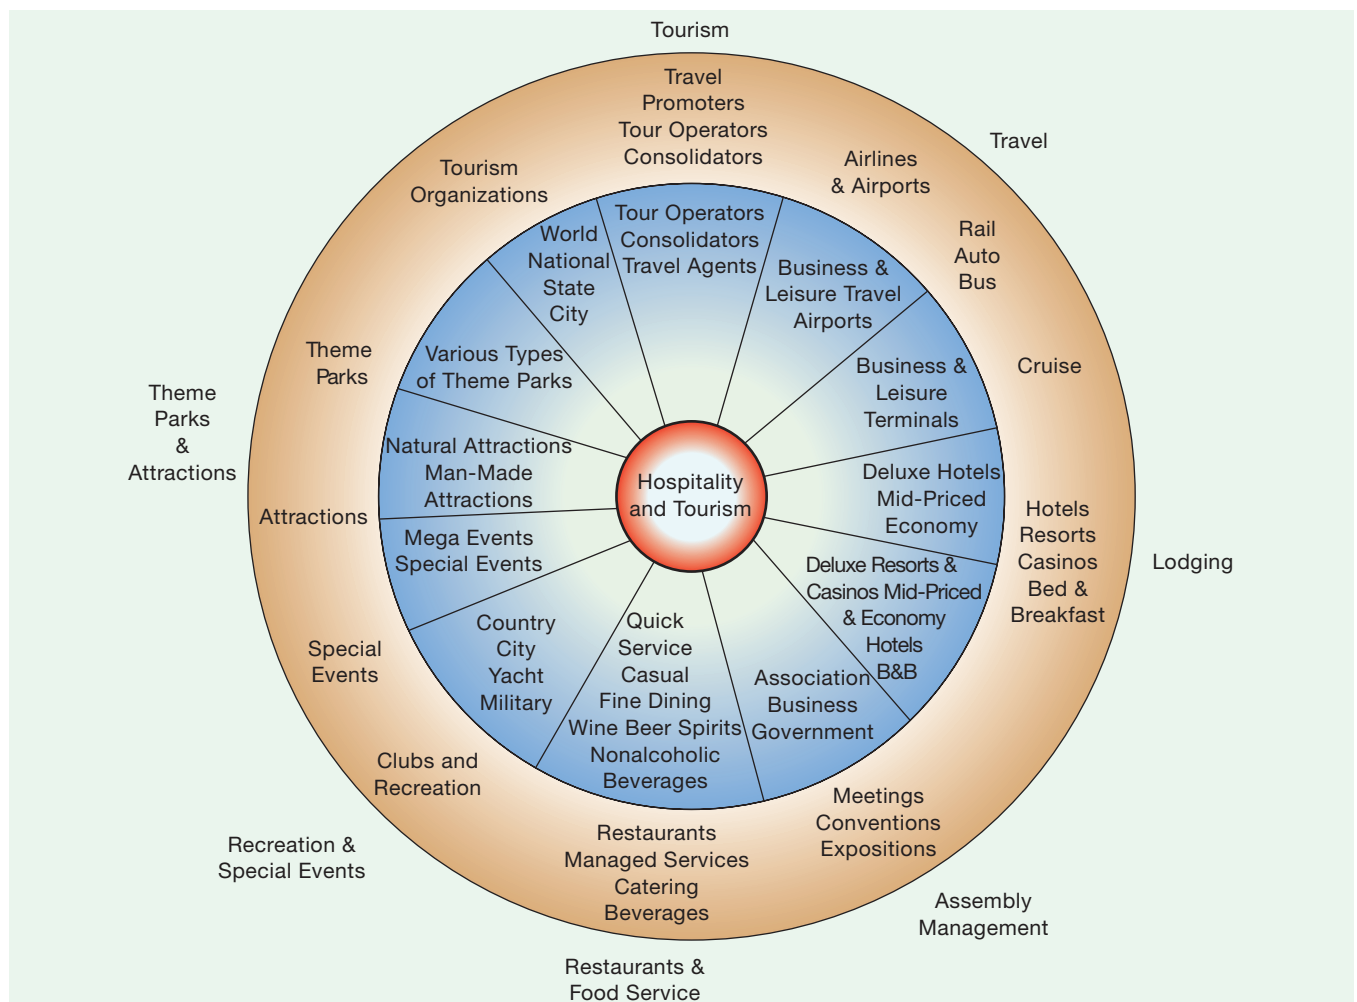 Tourism
Travel
Promoters
Tour Operators
Consolidators
Travel
Airlines
& Airports
Tourism
Organizations
Rail
Auto
Bus
World
National
State
City
Tour Operators
Consolidators
Travel Agents
Business &
Leisure Travel
Airports
Theme
Parks
Various Types
of Theme Parks
Business &
Leisure
Terminals
Cruise
Theme
Parks
&
Attractions
Natural Attractions
Man-Made
Attractions
Hospitality
and Tourism
Deluxe Hotels
Mid-Priced
Economy
Attractions
Hotels
Resorts
Casinos
Bed &
Breakfast
Lodging
Mega Events
Special Events
Deluxe Resorts &
Casinos Mid-Priced
& Economy
Hotels
B&B
Special
Events
Country
City
Yacht
Military
Quick
Service
Casual
Fine Dining
Wine Beer Spirits
Nonalcoholic
Beverages
Association
Business
Government
Clubs and
Recreation
Meetings
Conventions
Expositions
Recreation &
Special Events
Restaurants
Managed Services
Catering
Beverages
Assembly
Management
Restaurants &
Food Service